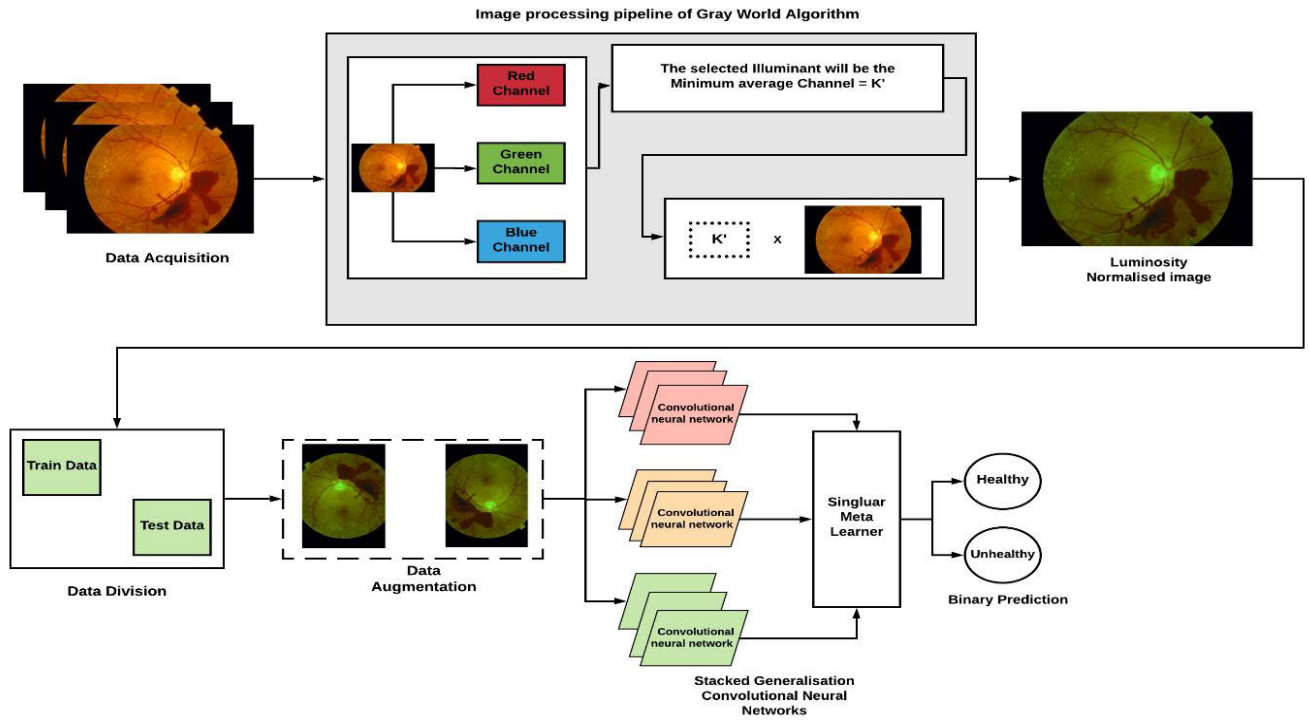 Image processing pipeline of Gray World Algorithm
Data Acquisition
Red
Channel
Green
Channel
Blue
Channel
The selected Illuminant will be the
Minimum average Channel = K'
K'
x
Luminosity
Normalised image
Train Data
Test Data
Data Division
Data
Augmentation
Convolutional
neural network
Convolutional
neural network
Convolutional
neural network
Stacked Generalisation
Convolutional Neural
Networks
Singluar
Meta
Learner
Healthy
Unhealthy
Binary Prediction